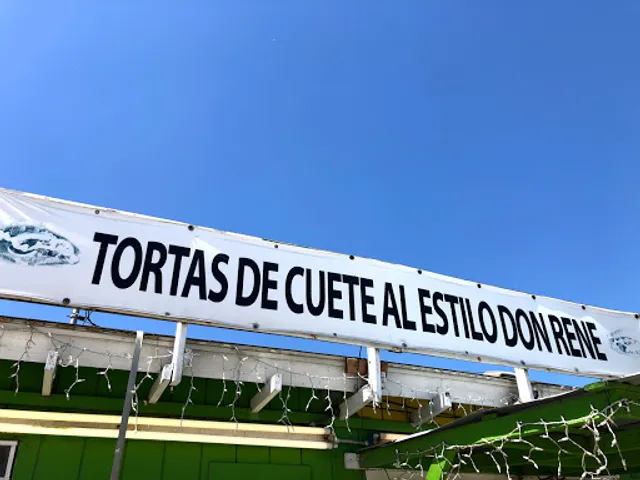 TORTAS DE CUETE AL ESTILO DON RENE